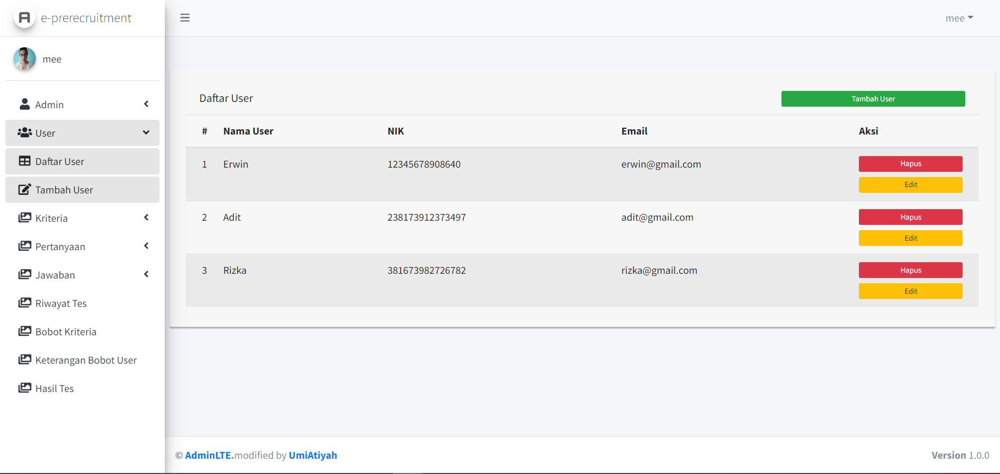 e-prerecruitment
mee
mee
Admin
User
Daftar User
Tambah User
Kriteria
Pertanyaan
Jawaban
Riwayat Tes
Bobot Kriteria
Keterangan Bobot User
Hasil Tes
Daftar User
Tambah User
# Nama User NIK Email Aksi
1 Erwin 12345678908640 erwin@gmail.com Hapus
Edit
2 Adit 238173912373497 adit@gmail.com Hapus
Edit
3 Rizka 381673982726782 rizka@gmail.com Hapus
Edit
© AdminLTE.modified by UmiAtiyah
Version 1.0.0